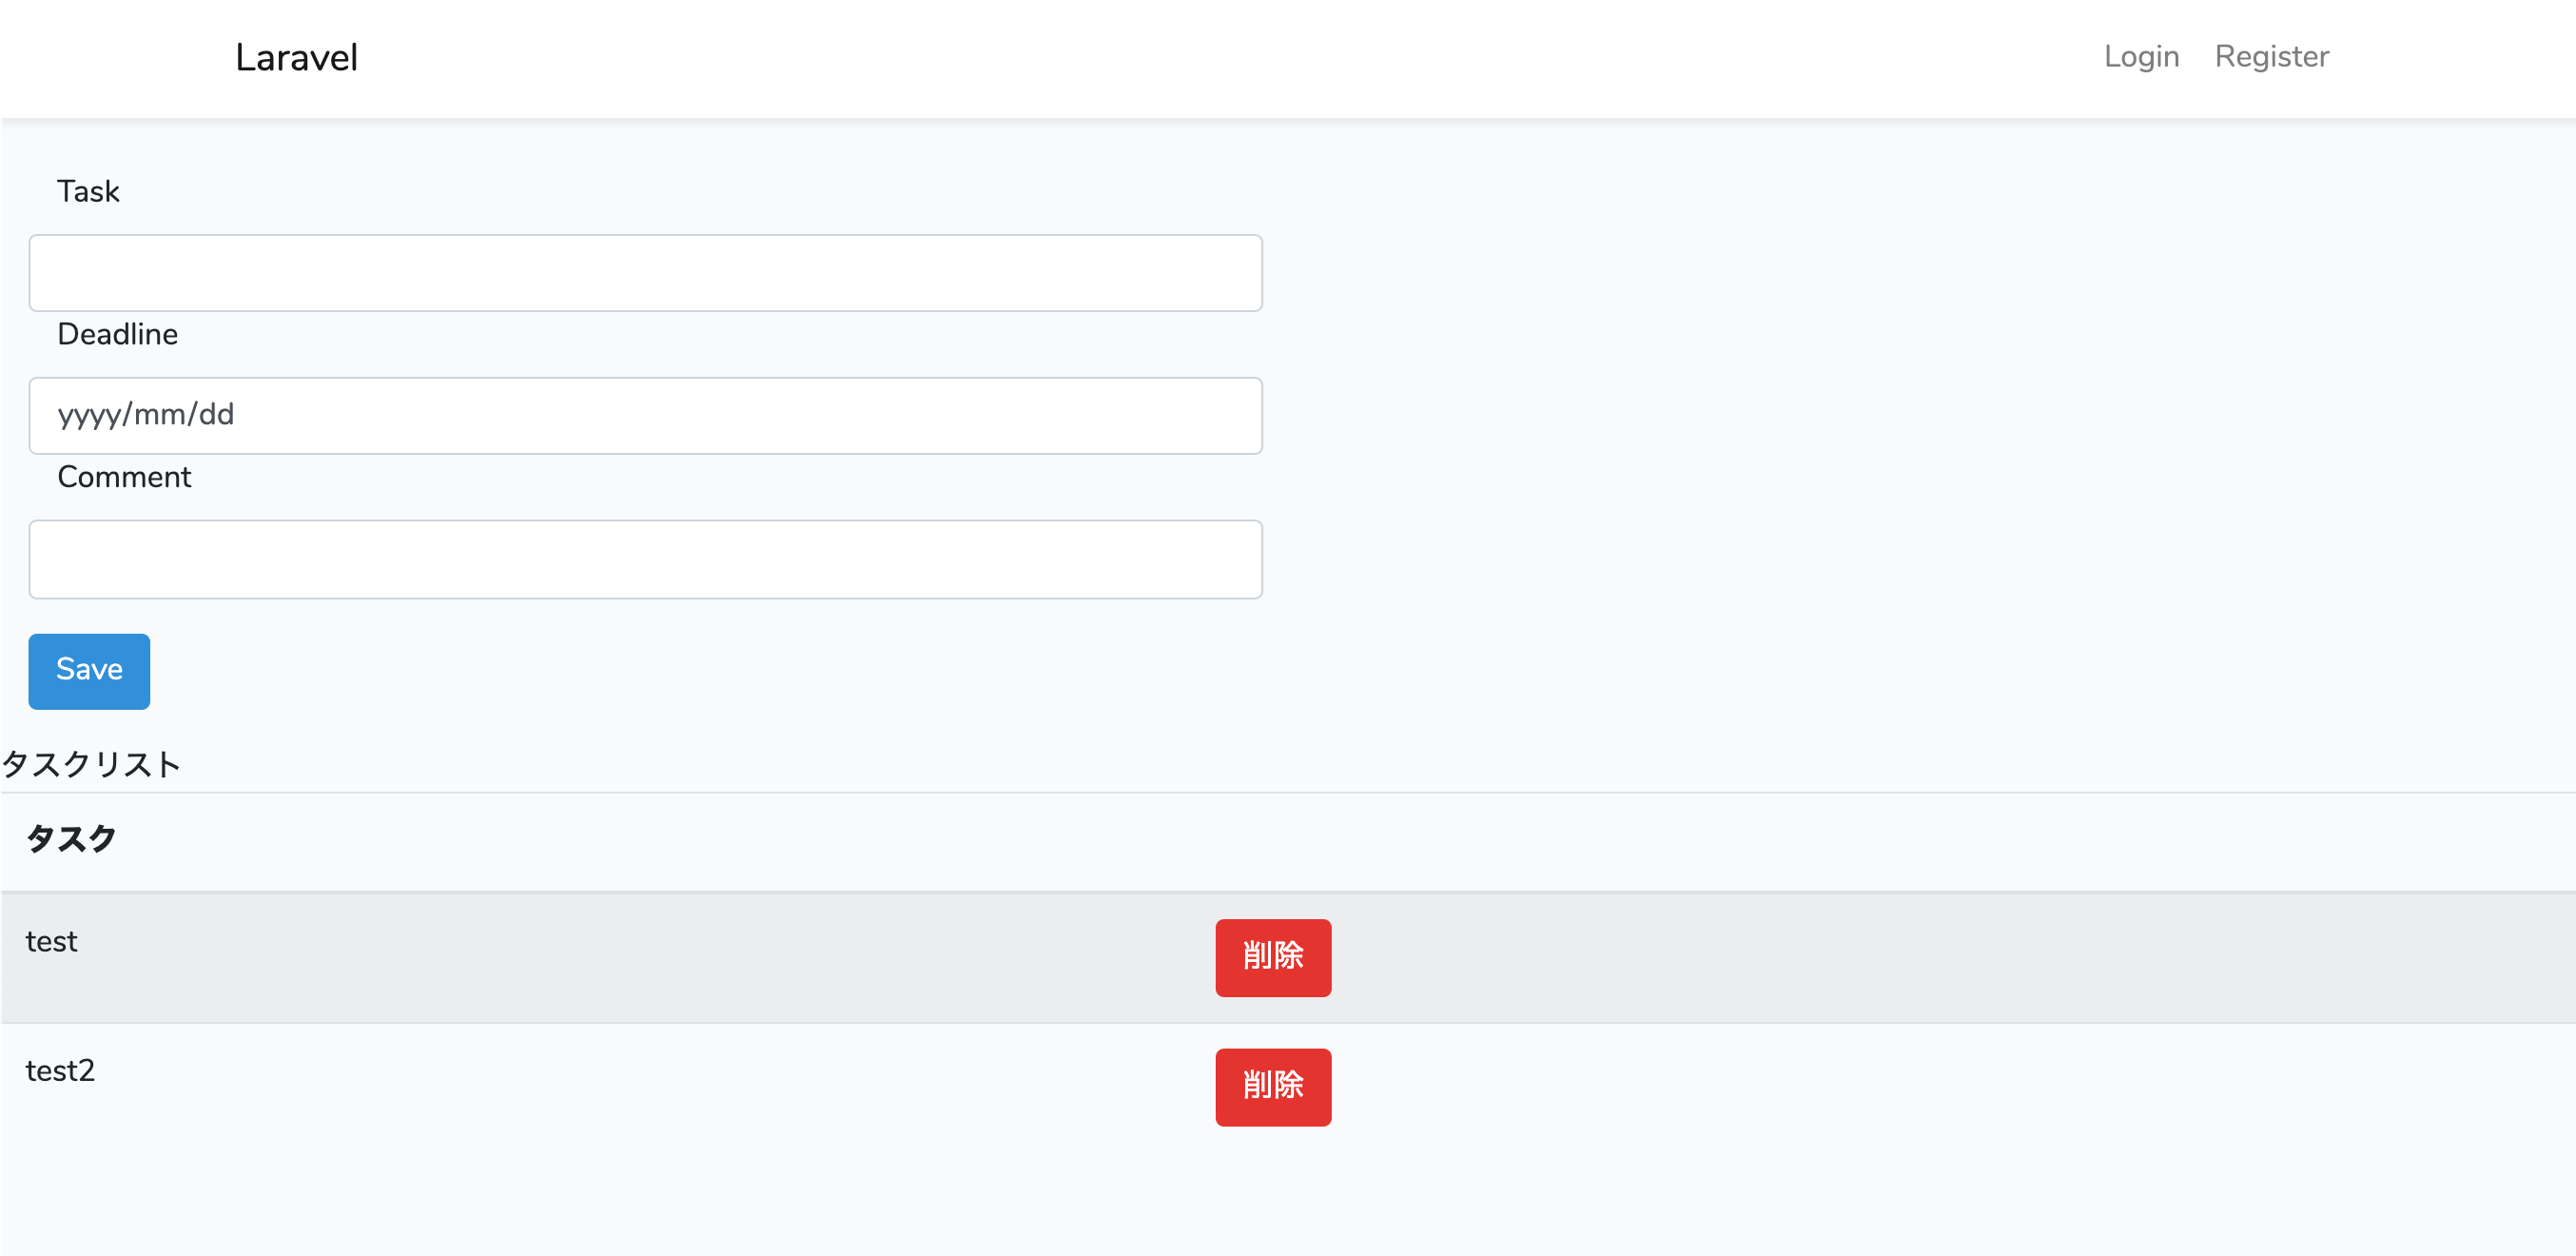 Laravel Login Register
Task
Deadline
yyyy/mm/dd
Comment
Save
タスクリスト
タスク
test 削除
test2 削除